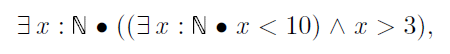 ∃ x : ℕ • ((∃ x : ℕ • x < 10) ∧ x > 3),